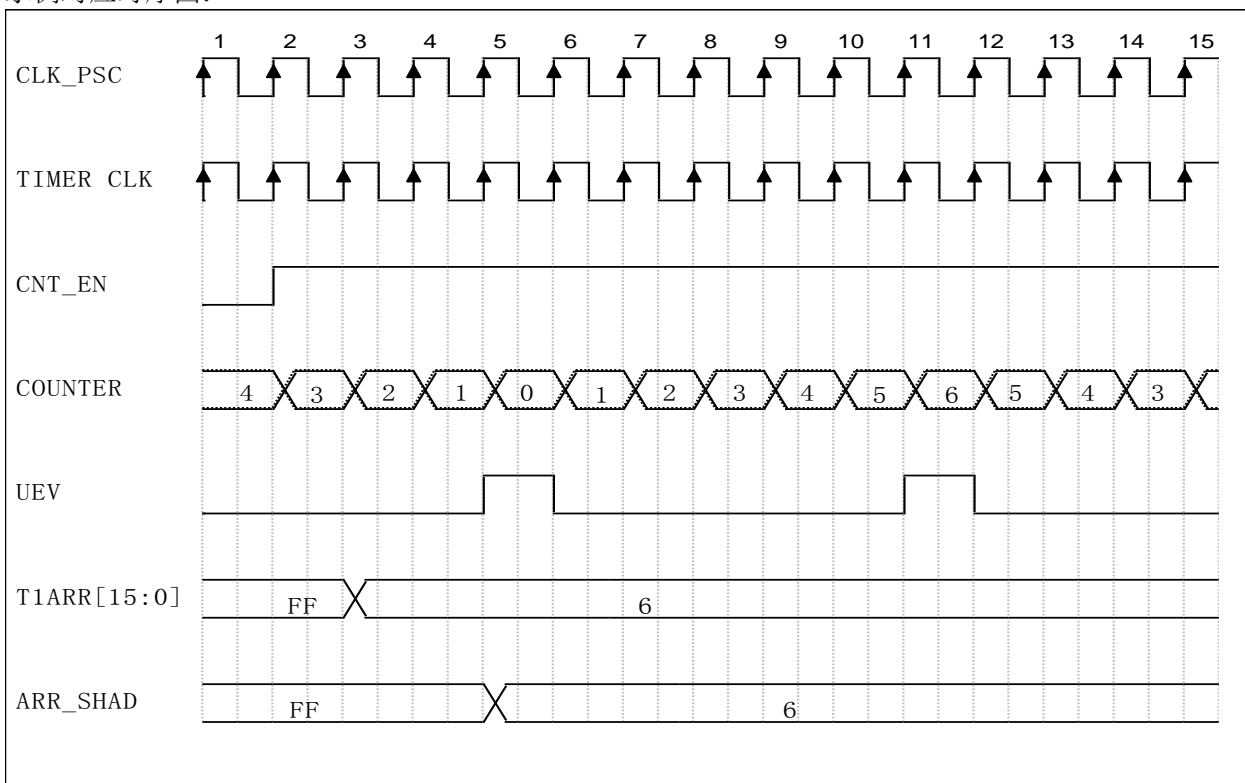 1 2 3 4 5 6 7 8 9 10 11 12 13 14 15
CLK_PSC
TIMER CLK
CNT_EN
COUNTER 4 3 2 1 0 1 2 3 4 5 6 5 4 3
UEV
T1ARR[15:0] FF 6
ARR_SHAD FF 6